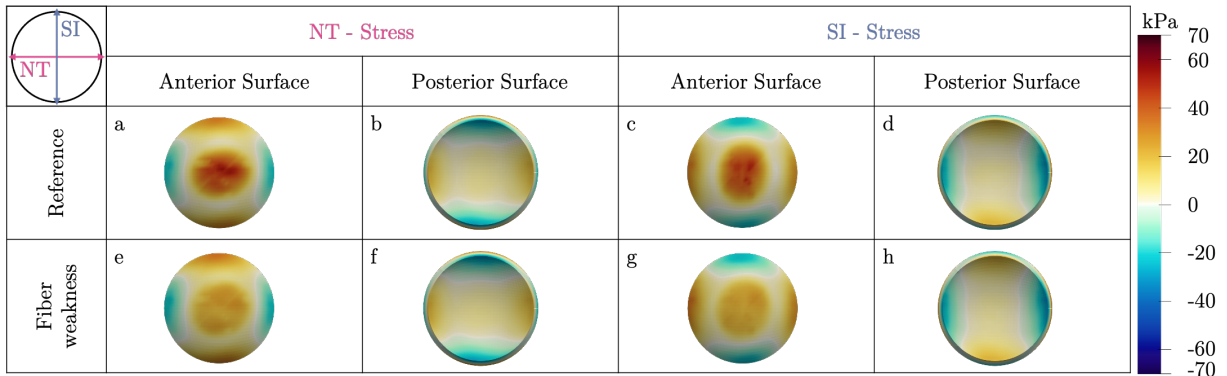 SI
NT
NT - Stress
SI - Stress
Anterior Surface
Posterior Surface
Anterior Surface
Posterior Surface
Reference
a
b
c
d
Fiber
weakness
e
f
g
h
kPa
70
60
40
20
0
-20
-40
-60
-70